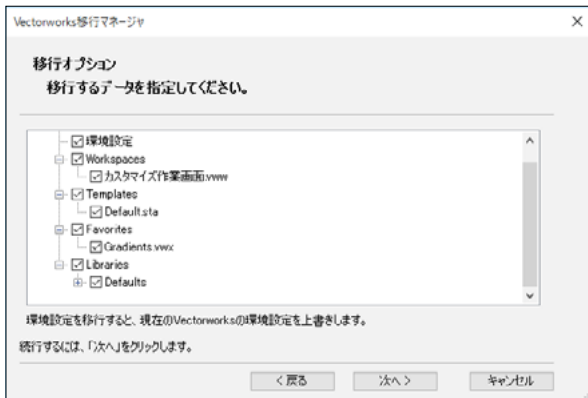 Vectorworks移行マネージャ
移行オプション
移行するデータを指定してください。
環境設定
Workspaces
カスタマイズ作業画面.vww
Templates
Default.sta
Favorites
Gradients.vwx
Libraries
Defaults
環境設定を移行すると、現在のVectorworksの環境設定を上書きします。
続行するには、「次へ」をクリックします。
< 戻る 次へ > キャンセル